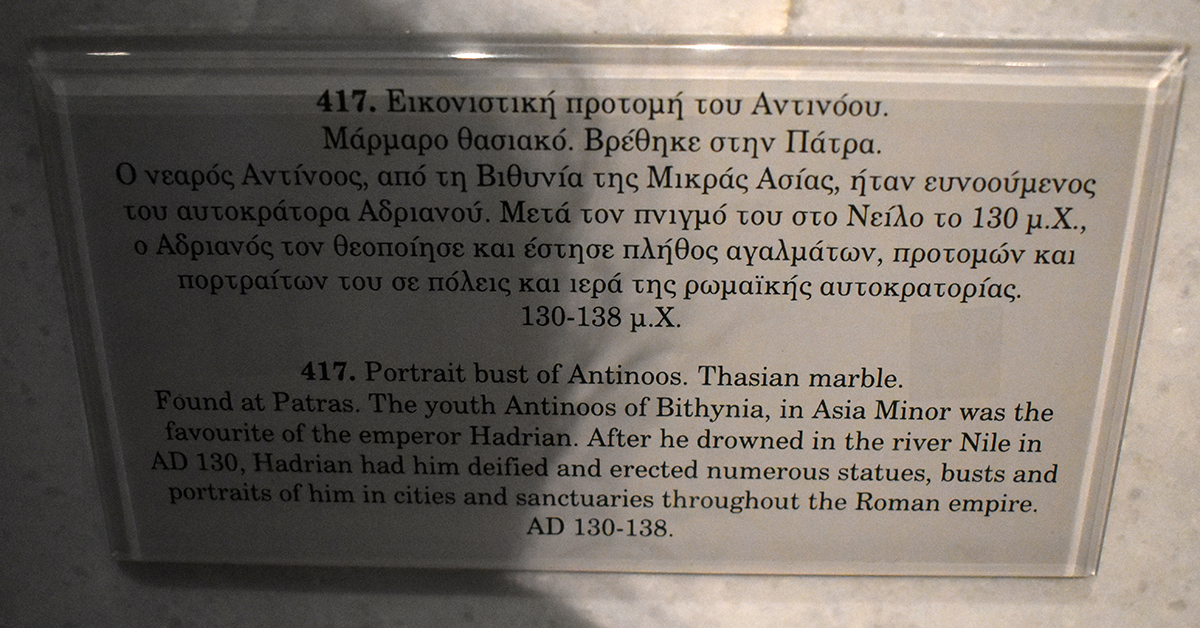 417. Εικονιστική προτομή του Αντινόου.
Μάρμαρο θασιακό. Βρέθηκε στην Πάτρα.
Ο νεαρός Αντίνοος, από τη Βιθυνία της Μικράς Ασίας, ήταν ευνοούμενος
του αυτοκράτορα Αδριανού. Μετά τον πνιγμό του στο Νείλο το 130 μ.Χ.,
ο Αδριανός τον θεοποίησε και έστησε πλήθος αγαλμάτων, προτομών και
πορτραίτων του σε πόλεις και ιερά της ρωμαϊκής αυτοκρατορίας.
130-138 μ.Χ.
417. Portrait bust of Antinoos. Thasian marble.
Found at Patras. The youth Antinoos of Bithynia, in Asia Minor was the
favourite of the emperor Hadrian. After he drowned in the river Nile in
AD 130, Hadrian had him deified and erected numerous statues, busts and
portraits of him in cities and sanctuaries throughout the Roman empire.
AD 130-138.